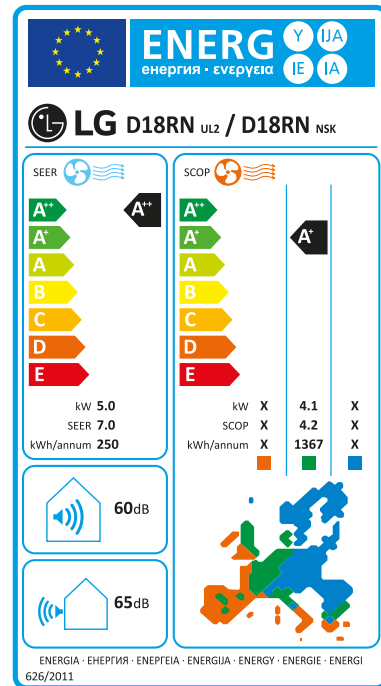 ENERG
енергия · ενεργεια
Y IJA
IE IA
LG D18RN UL2 / D18RN NSK
SEER
A++
A+
A
B
C
D
E
A++
kW 5.0
SEER 7.0
kWh/annum 250
SCOP
A++
A+
A
B
C
D
E
A+
kW X 4.1 X
SCOP X 4.2 X
kWh/annum X 1367 X
60dB
65dB
ENERGIA · ЕНЕРГИЯ · ΕΝΕΡΓΕΙΑ · ENERGIJA · ENERGY · ENERGIE · ENERGI
626/2011